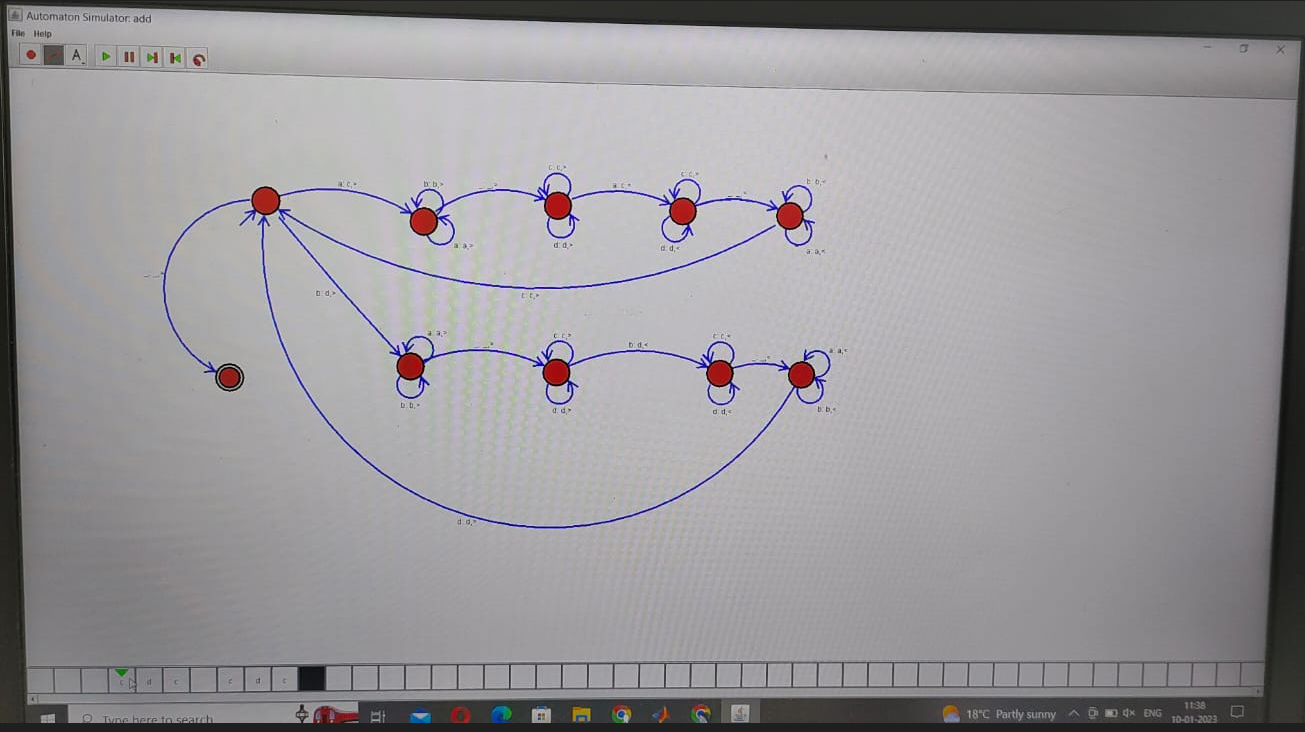 Automaton Simulator: add
File Help
A
a: c,>
b: b,>
a: a,>
_: _,>
c: c,>
d: d,>
c: c,>
d: d,<
b: b,<
a: a,<
c: c,>
b: d,>
a: a,>
b: b,>
c: c,>
d: d,>
b: d,<
c: c,<
d: d,<
b: b,<
d: d,>
c d c c d c
Type here to search
18°C Partly sunny
ENG
11:38
10-01-2023